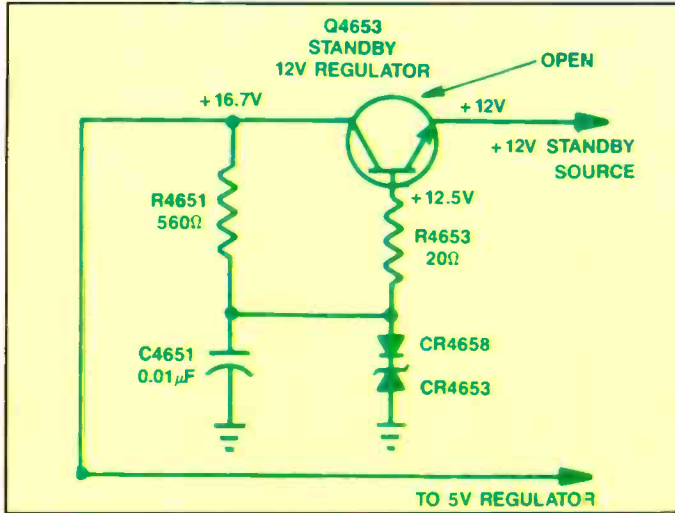 Q4653
STANDBY
12V REGULATOR
OPEN
+16.7V
+12V
+12V STANDBY
SOURCE
R4651
560Ω
+12.5V
R4653
20Ω
C4651
0.01μF
CR4658
CR4653
TO 5V REGULATOR